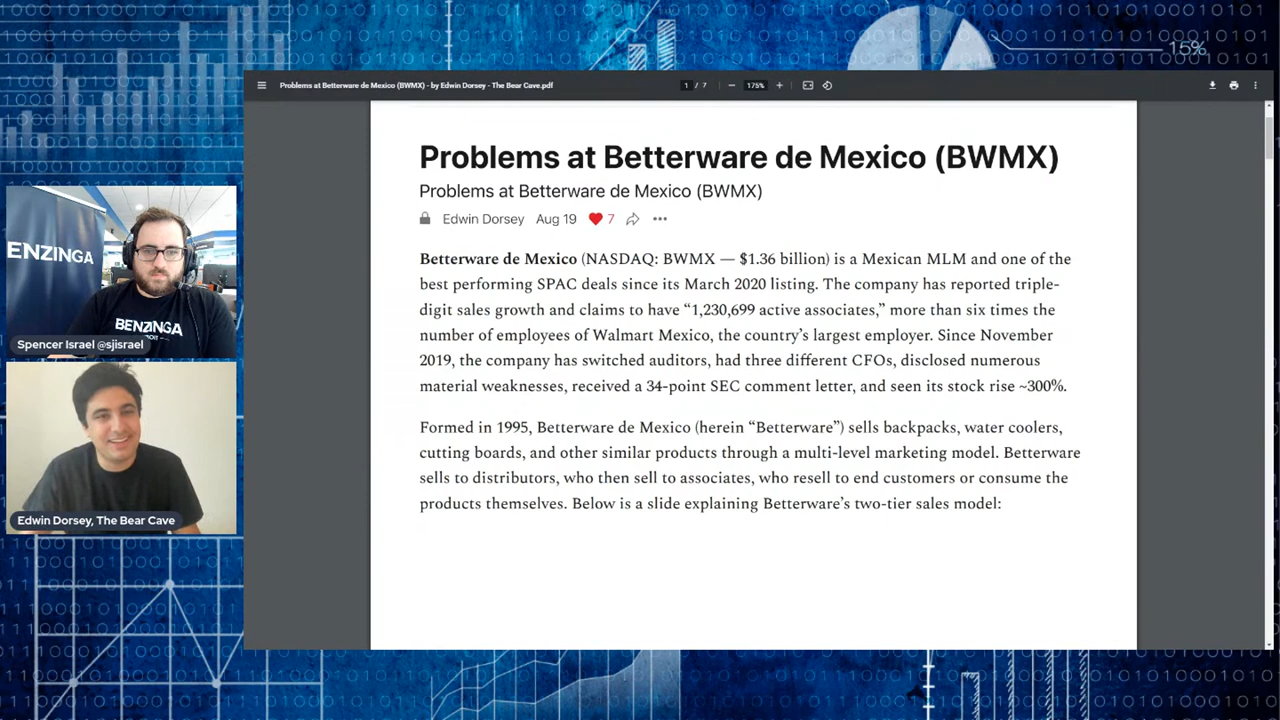 15%
Problems at Betterware de Mexico (BWMX) - by Edwin Dorsey - The Bear Cave.pdf
1 / 7
175%
Problems at Betterware de Mexico (BWMX)
Problems at Betterware de Mexico (BWMX)
Edwin Dorsey Aug 19 7
Betterware de Mexico (NASDAQ: BWMX — $1.36 billion) is a Mexican MLM and one of the
best performing SPAC deals since its March 2020 listing. The company has reported triple-
digit sales growth and claims to have “1,230,699 active associates,” more than six times the
number of employees of Walmart Mexico, the country’s largest employer. Since November
2019, the company has switched auditors, had three different CFOs, disclosed numerous
material weaknesses, received a 34-point SEC comment letter, and seen its stock rise ~300%.
Formed in 1995, Betterware de Mexico (herein “Betterware”) sells backpacks, water coolers,
cutting boards, and other similar products through a multi-level marketing model. Betterware
sells to distributors, who then sell to associates, who resell to end customers or consume the
products themselves. Below is a slide explaining Betterware’s two-tier sales model:
ENZINGA
BENZINGA
Spencer Israel @sjisrael
Edwin Dorsey, The Bear Cave